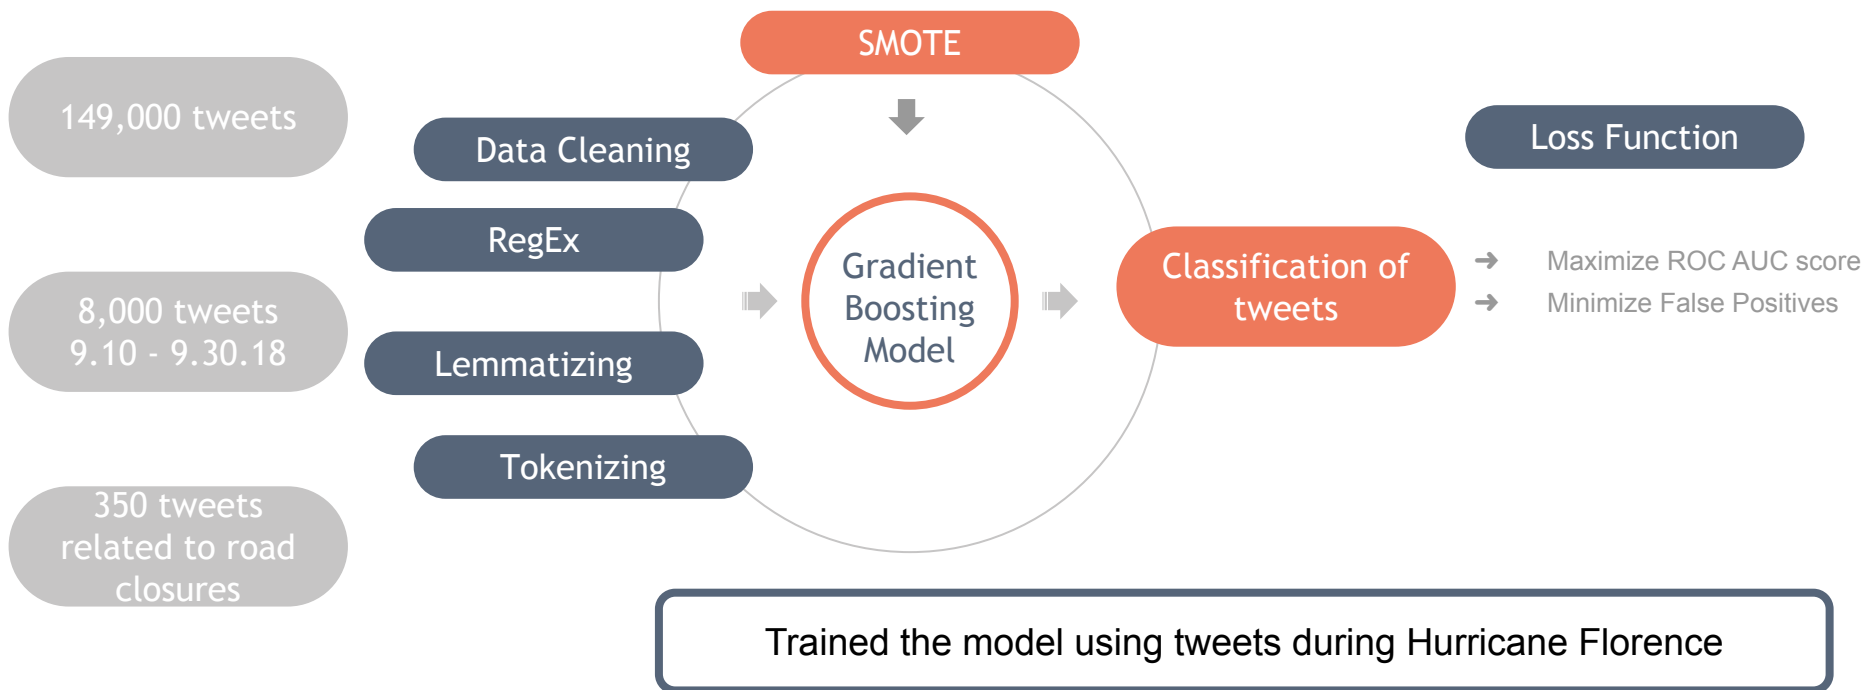 149,000 tweets
8,000 tweets
9.10 - 9.30.18
350 tweets
related to road
closures
Data Cleaning
RegEx
Lemmatizing
Tokenizing
SMOTE
Gradient
Boosting
Model
Classification of
tweets
Loss Function
➔ Maximize ROC AUC score
➔ Minimize False Positives
Trained the model using tweets during Hurricane Florence